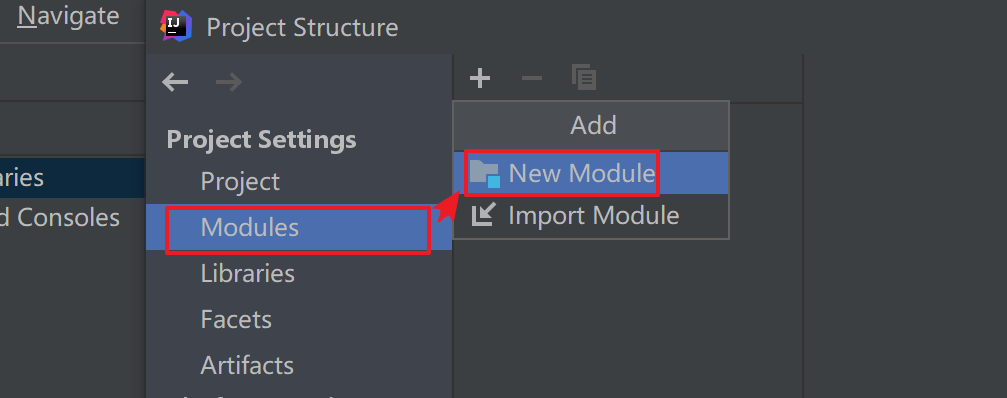 Navigate
Project Structure
Add
Project Settings
Project
New Module
aries
d Consoles
Modules
Import Module
Libraries
Facets
Artifacts